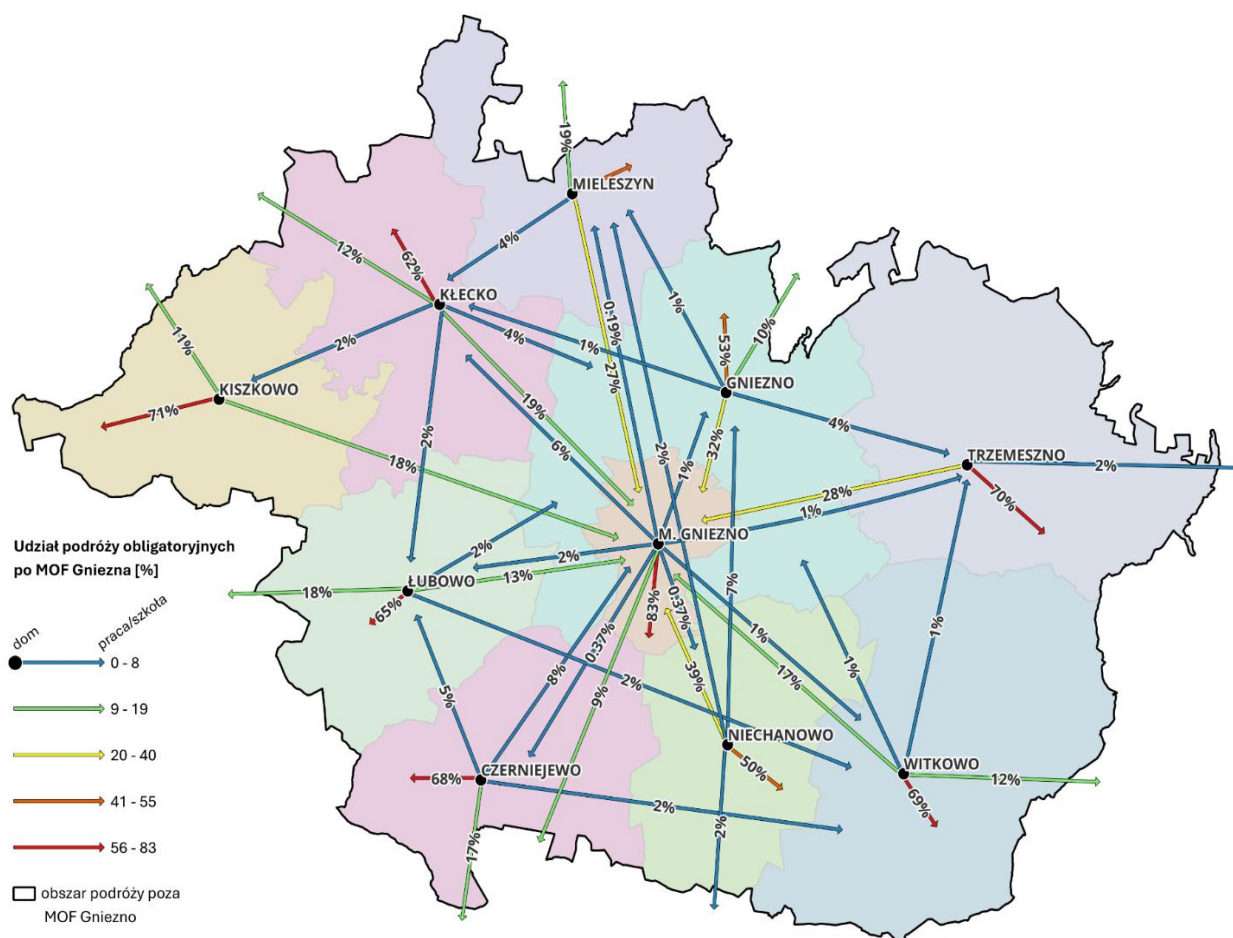 19%
MIELESZYN
12%
62%
4%
0.19%
1%
KŁECKO
4%
1%
27%
53%
10%
11%
2%
GNIEZNO
KISZKOWO
71%
2%
19%
6%
32%
4%
18%
2%
1%
TRZEMESZNO
2%
28%
70%
1%
M. GNIEZNO
2%
2%
13%
ŁUBOWO
18%
65%
83%
0.37%
7%
1%
1%
1%
17%
39%
2%
0.37%
8%
9%
5%
NIECHANOWO
50%
WITKOWO
12%
69%
CZERNIEJEWO
68%
2%
2%
17%
Udział podróży obligatoryjnych
po MOF Gniezna [%]
dom
praca/szkoła
0 - 8
9 - 19
20 - 40
41 - 55
56 - 83
obszar podróży poza
MOF Gniezno